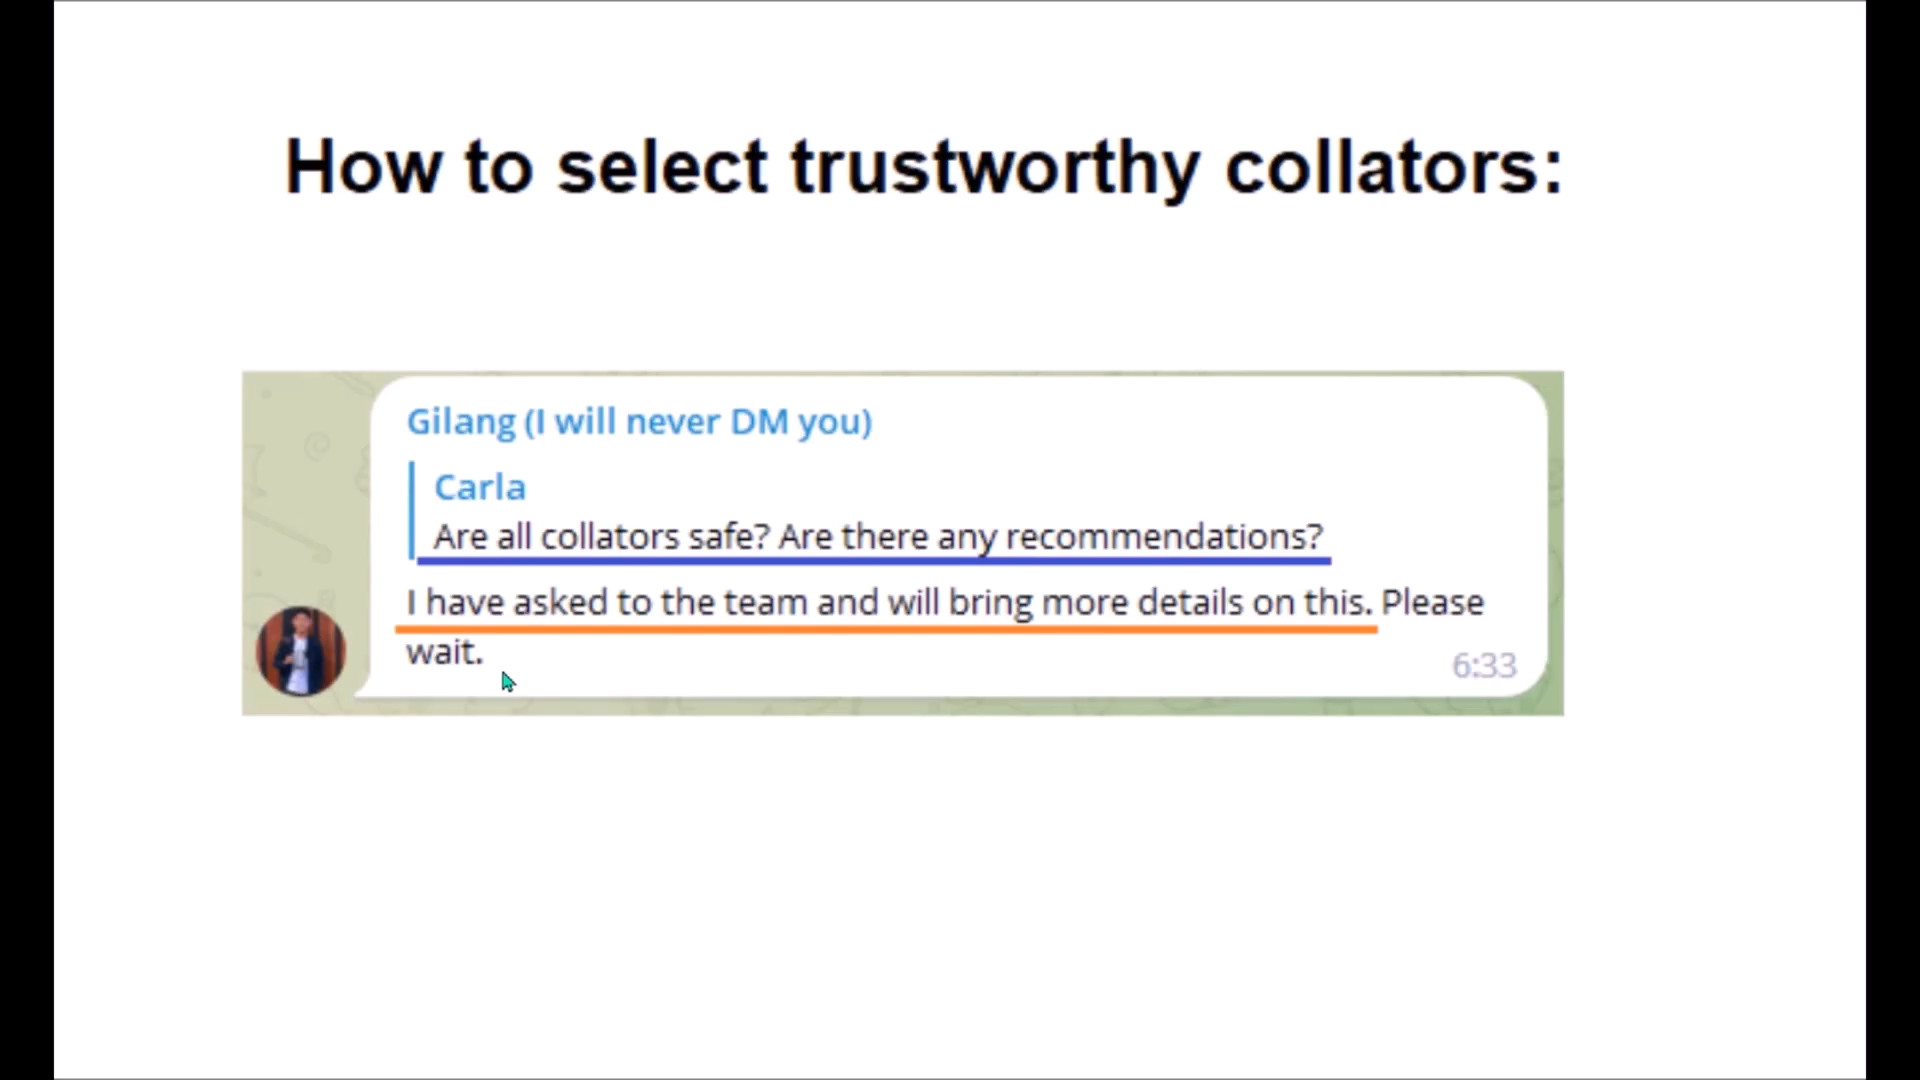 How to select trustworthy collators:
Gilang (I will never DM you)
Carla
Are all collators safe? Are there any recommendations?
I have asked to the team and will bring more details on this. Please
wait.
6:33